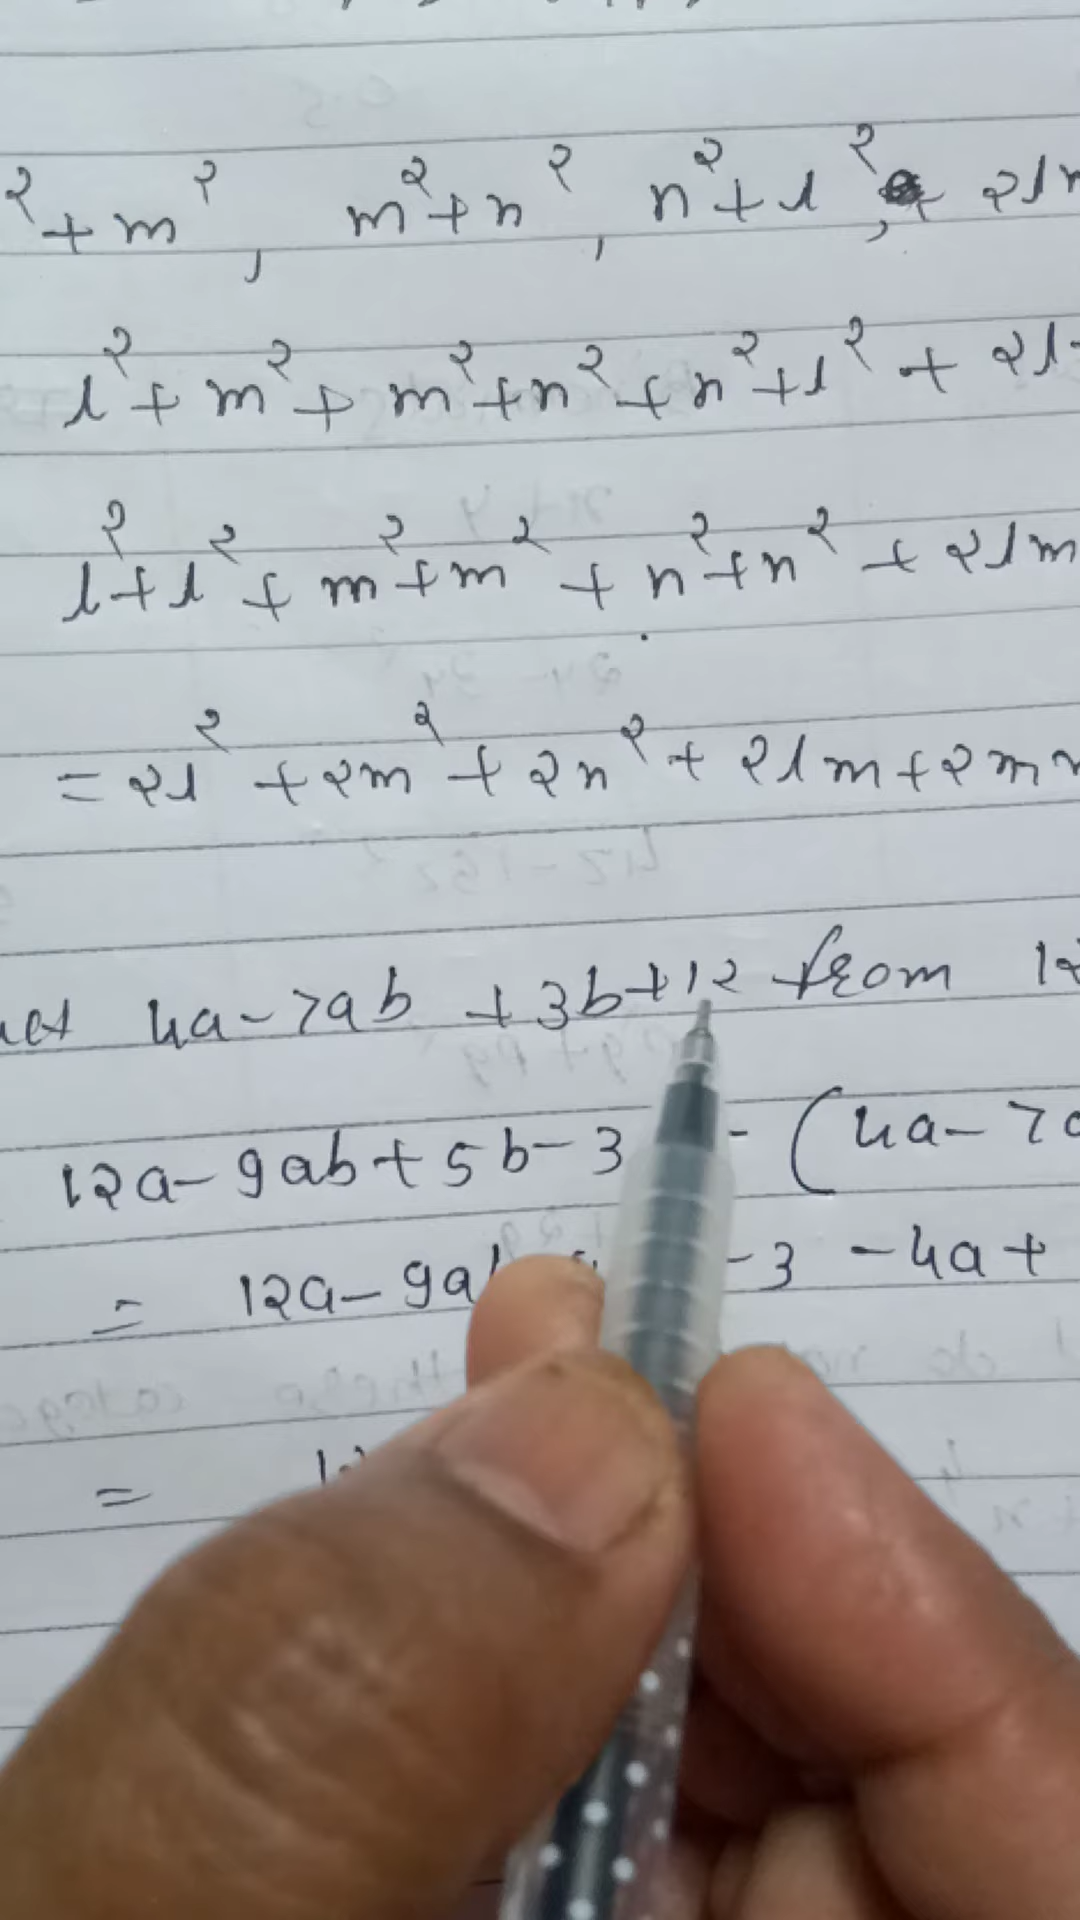 ² + m², m² + n², n² + l², + 2l
l² + m² + m² + n² + n² + l² + 2l
l² + l² + m² + m² + n² + n² + 2lm
= 2l² + 2m² + 2n² + 2lm + 2m
4a - 7ab + 3b + 12 from 12
12a - 9ab + 5b - 3 - (4a - 7a
= 12a - 9a - 3 - 4a +
=